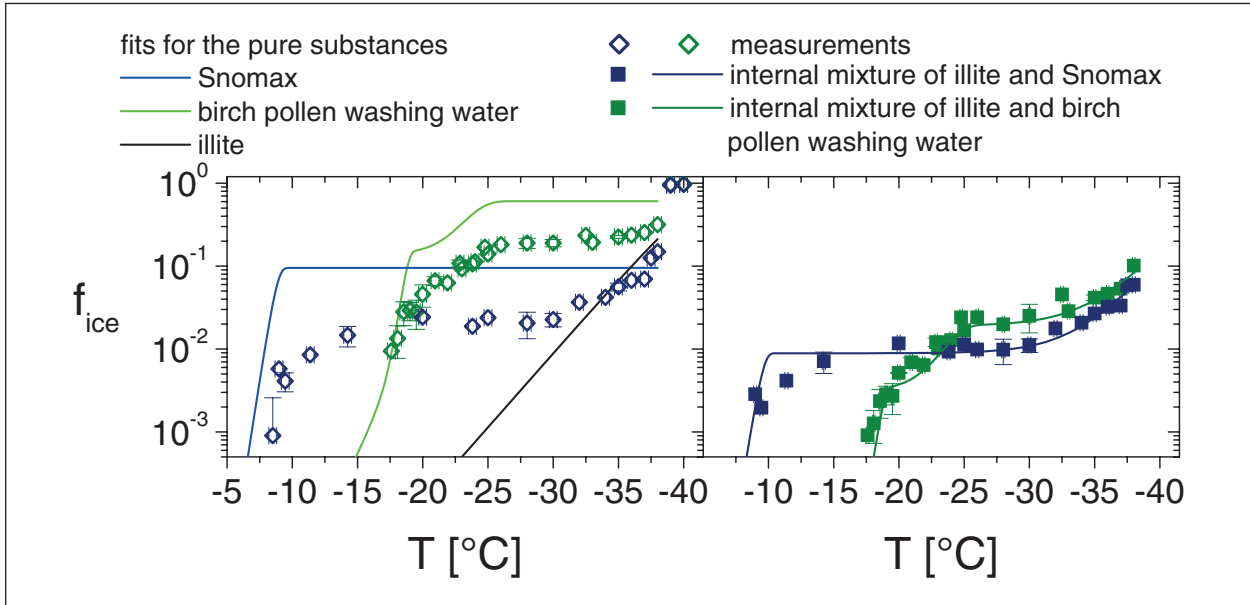 fits for the pure substances
Snomax
birch pollen washing water
illite
measurements
internal mixture of illite and Snomax
internal mixture of illite and birch
pollen washing water
10^0
10^-1
10^-2
10^-3
f_ice
-5 -10 -15 -20 -25 -30 -35 -40
-10 -15 -20 -25 -30 -35 -40
T [°C]
T [°C]